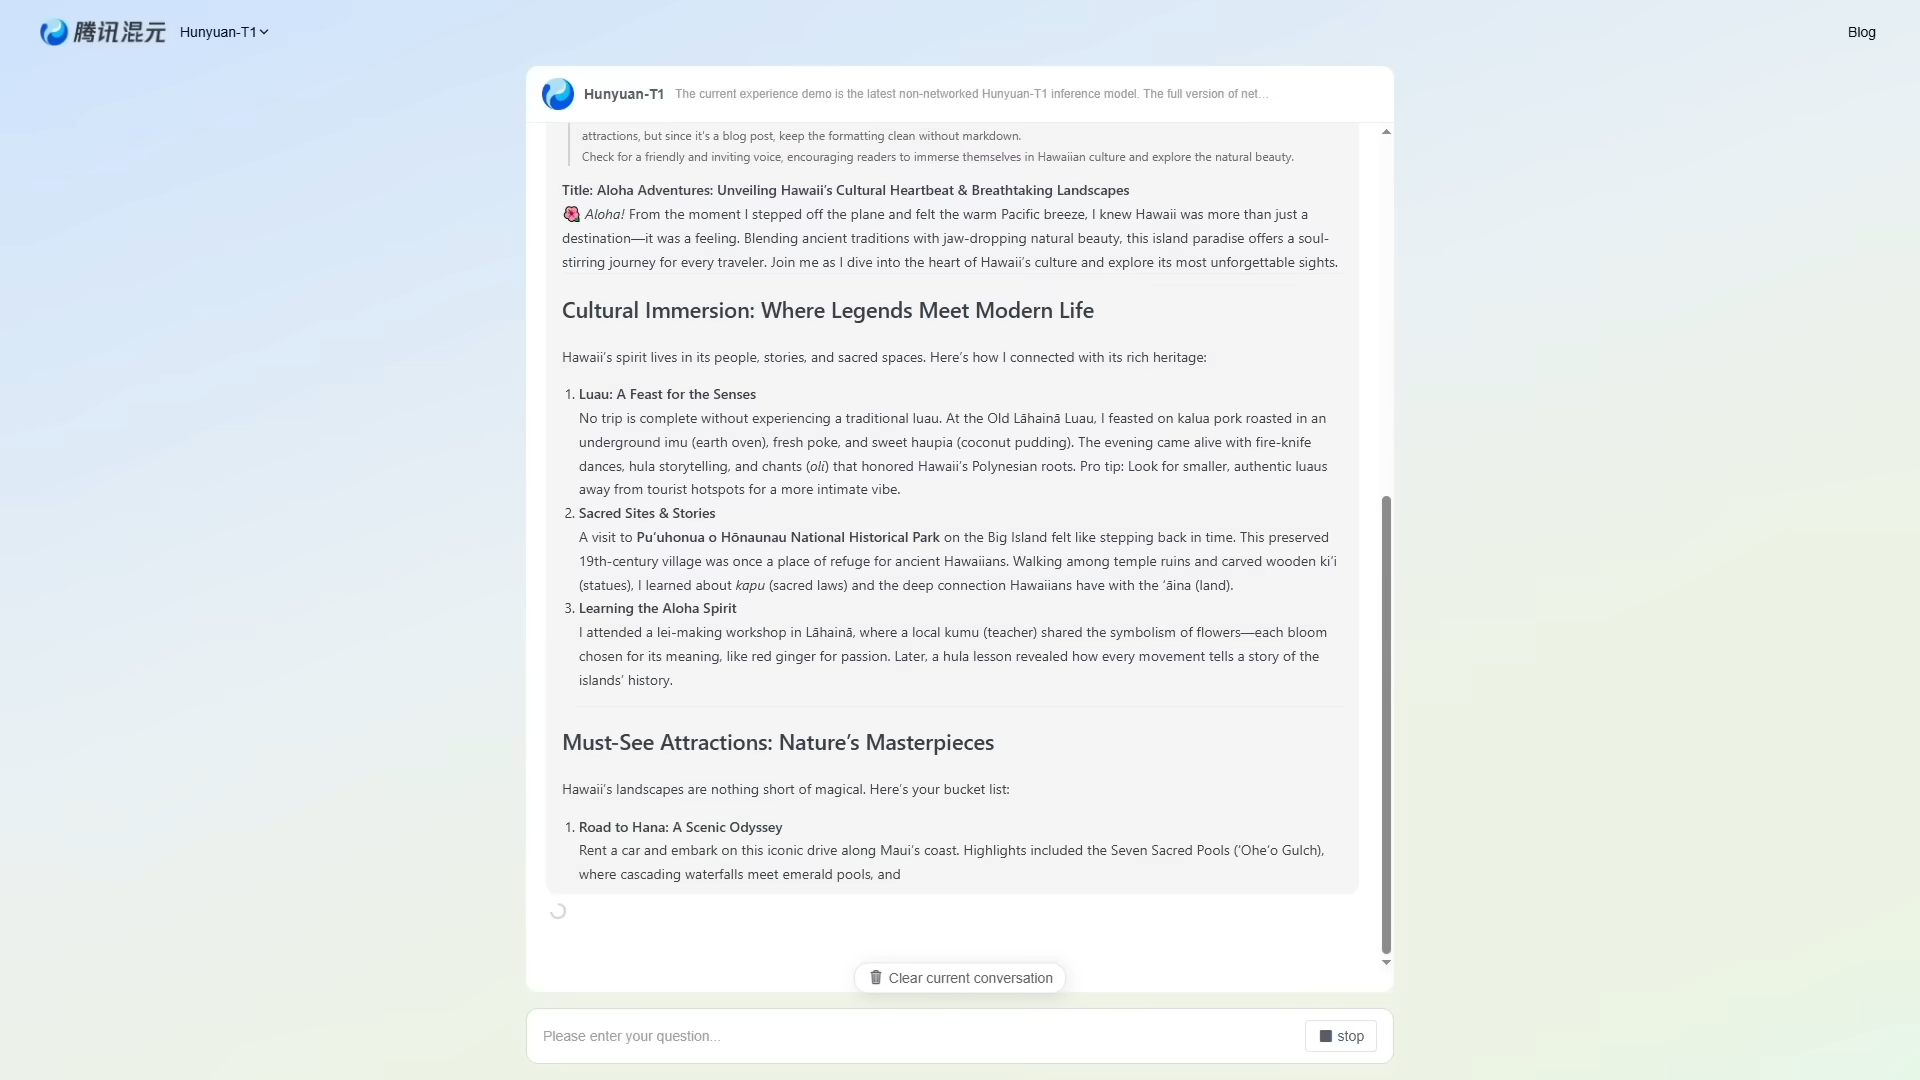 腾讯混元 Hunyuan-T1
Blog
Hunyuan-T1 The current experience demo is the latest non-networked Hunyuan-T1 inference model. The full version of net...
attractions, but since it's a blog post, keep the formatting clean without markdown.
Check for a friendly and inviting voice, encouraging readers to immerse themselves in Hawaiian culture and explore the natural beauty.
Title: Aloha Adventures: Unveiling Hawaii’s Cultural Heartbeat & Breathtaking Landscapes
🌺 Aloha! From the moment I stepped off the plane and felt the warm Pacific breeze, I knew Hawaii was more than just a
destination—it was a feeling. Blending ancient traditions with jaw-dropping natural beauty, this island paradise offers a soul-
stirring journey for every traveler. Join me as I dive into the heart of Hawaii’s culture and explore its most unforgettable sights.
Cultural Immersion: Where Legends Meet Modern Life
Hawaii’s spirit lives in its people, stories, and sacred spaces. Here’s how I connected with its rich heritage:
1. Luau: A Feast for the Senses
No trip is complete without experiencing a traditional luau. At the Old Lāhainā Luau, I feasted on kalua pork roasted in an
underground imu (earth oven), fresh poke, and sweet haupia (coconut pudding). The evening came alive with fire-knife
dances, hula storytelling, and chants (oli) that honored Hawaii’s Polynesian roots. Pro tip: Look for smaller, authentic luaus
away from tourist hotspots for a more intimate vibe.
2. Sacred Sites & Stories
A visit to Pu‘uhonua o Hōnaunau National Historical Park on the Big Island felt like stepping back in time. This preserved
19th-century village was once a place of refuge for ancient Hawaiians. Walking among temple ruins and carved wooden ki‘i
(statues), I learned about kapu (sacred laws) and the deep connection Hawaiians have with the ‘āina (land).
3. Learning the Aloha Spirit
I attended a lei-making workshop in Lāhainā, where a local kumu (teacher) shared the symbolism of flowers—each bloom
chosen for its meaning, like red ginger for passion. Later, a hula lesson revealed how every movement tells a story of the
islands’ history.
Must-See Attractions: Nature’s Masterpieces
Hawaii’s landscapes are nothing short of magical. Here’s your bucket list:
1. Road to Hana: A Scenic Odyssey
Rent a car and embark on this iconic drive along Maui’s coast. Highlights included the Seven Sacred Pools (‘Ohe‘o Gulch),
where cascading waterfalls meet emerald pools, and
Clear current conversation
Please enter your question...
stop